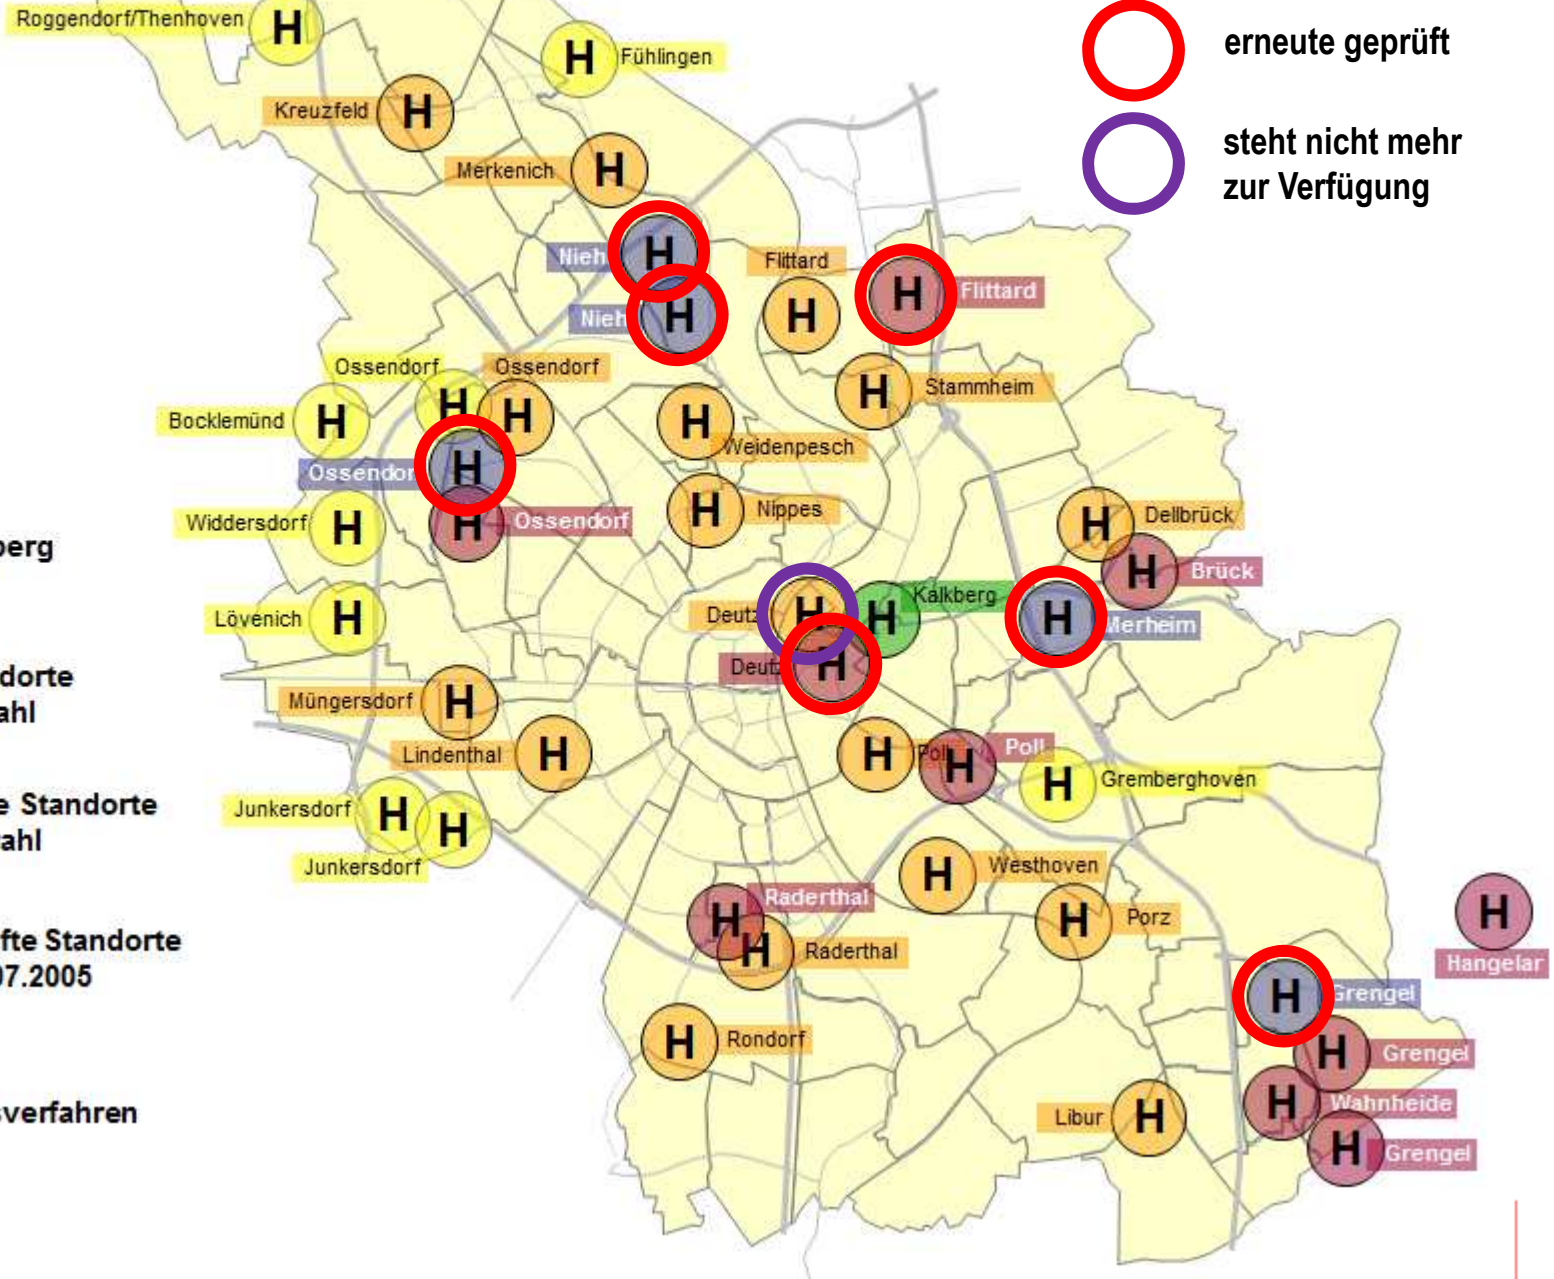 Roggendorf/Thenhoven
H
H
Fühlingen
erneute geprüft
Kreuzfeld
H
steht nicht mehr
zur Verfügung
Merkenich
H
Nieh
H
Flittard
H
Flittard
Nieh
H
H
Ossendorf
H
Ossendorf
H
H
Stammheim
Bocklemünd
H
H
Weidenpesch
Ossendor
H
Widdersdorf
H
H
Ossendorf
H
Nippes
H
Dellbrück
berg
H
Brück
Lövenich
H
Deutz
H
H
Kalkberg
H
Merheim
Deutz
H
dorte
ahl
Müngersdorf
H
Lindenthal
H
H
Poll
H
Poll
H
Gremberghoven
e Standorte
ahl
Junkersdorf
H
H
Junkersdorf
H
Westhoven
H
Raderthal
H
Raderthal
H
Porz
H
Hangelar
fte Standorte
07.2005
H
Grengel
H
Rondorf
H
Grengel
sverfahren
Libur
H
H
Wahnheide
H
Grengel